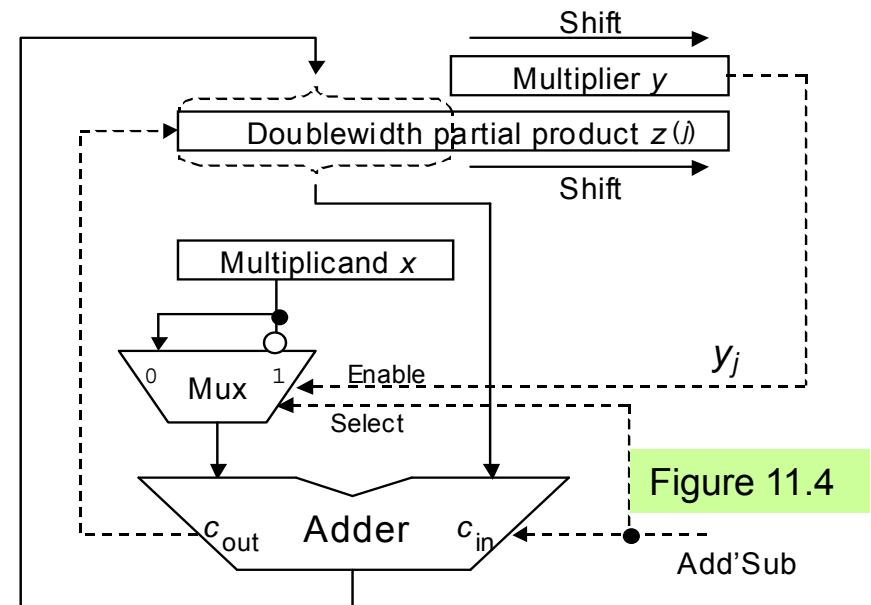 Shift
Multiplier y
Doublewidth partial product z(j)
Shift
Multiplicand x
0 Mux 1
Enable
yj
Select
Figure 11.4
cout Adder cin
Add'Sub